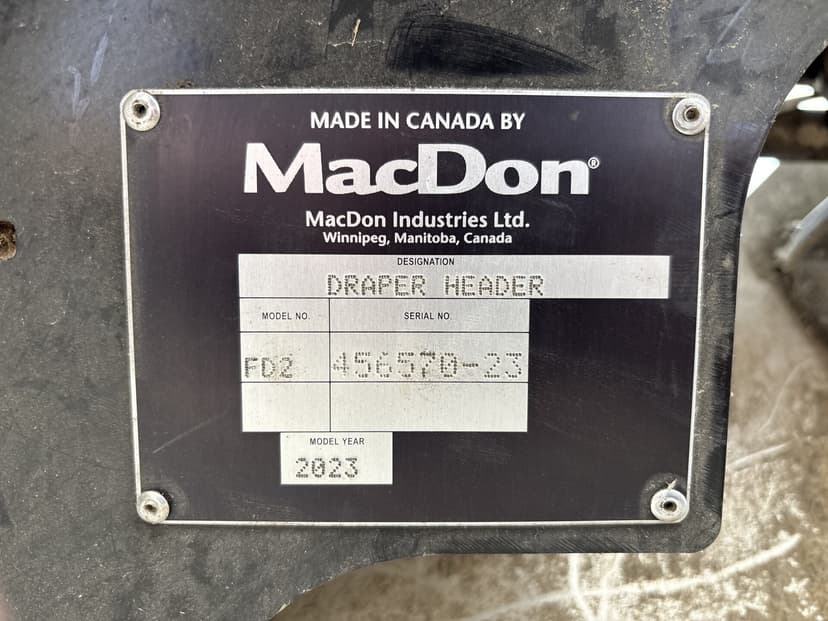 MADE IN CANADA BY
MacDon®
MacDon Industries Ltd.
Winnipeg, Manitoba, Canada
DESIGNATION
DRAPER HEADER
MODEL NO. SERIAL NO.
FD2 456570-23
MODEL YEAR
2023